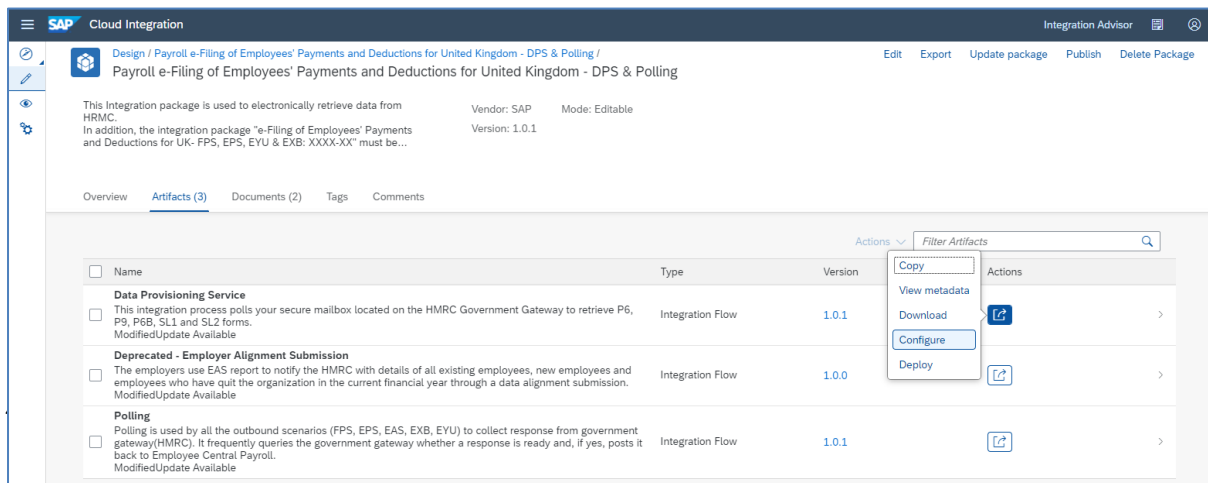 SAP Cloud Integration
Integration Advisor
Design / Payroll e-Filing of Employees' Payments and Deductions for United Kingdom - DPS & Polling /
Edit Export Update package Publish Delete Package
Payroll e-Filing of Employees' Payments and Deductions for United Kingdom - DPS & Polling
This Integration package is used to electronically retrieve data from
HRMC.
In addition, the integration package "e-Filing of Employees' Payments
and Deductions for UK- FPS, EPS, EYU & EXB: XXXX-XX" must be...
Vendor: SAP Mode: Editable
Version: 1.0.1
Overview Artifacts (3) Documents (2) Tags Comments
Actions Filter Artifacts
Name Type Version Actions
Copy
View metadata
Download
Configure
Deploy
Data Provisioning Service
This integration process polls your secure mailbox located on the HMRC Government Gateway to retrieve P6,
P9, P6B, SL1 and SL2 forms.
ModifiedUpdate Available
Integration Flow 1.0.1
Deprecated - Employer Alignment Submission
The employers use EAS report to notify the HMRC with details of all existing employees, new employees and
employees who have quit the organization in the current financial year through a data alignment submission.
ModifiedUpdate Available
Integration Flow 1.0.0
Polling
Polling is used by all the outbound scenarios (FPS, EPS, EAS, EXB, EYU) to collect response from government
gateway(HMRC). It frequently queries the government gateway whether a response is ready and, if yes, posts it
back to Employee Central Payroll.
ModifiedUpdate Available
Integration Flow 1.0.1